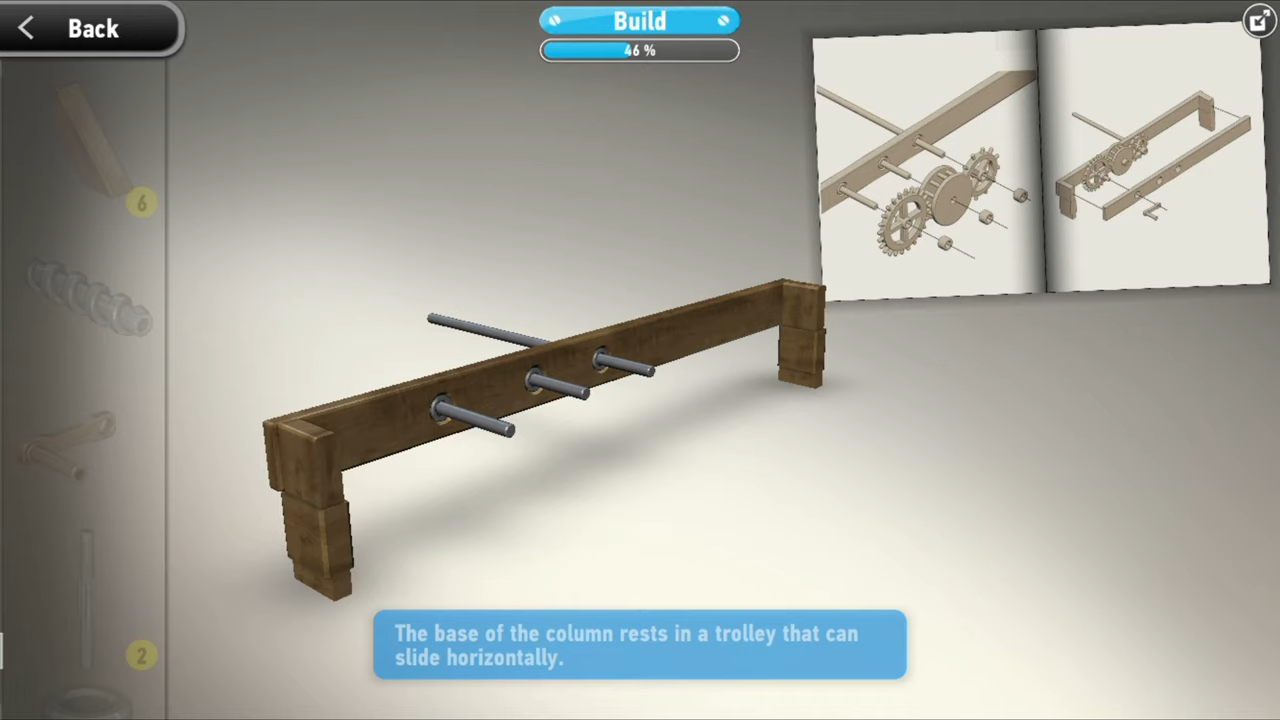 Back
Build
46 %
6
The base of the column rests in a trolley that can
slide horizontally.
2